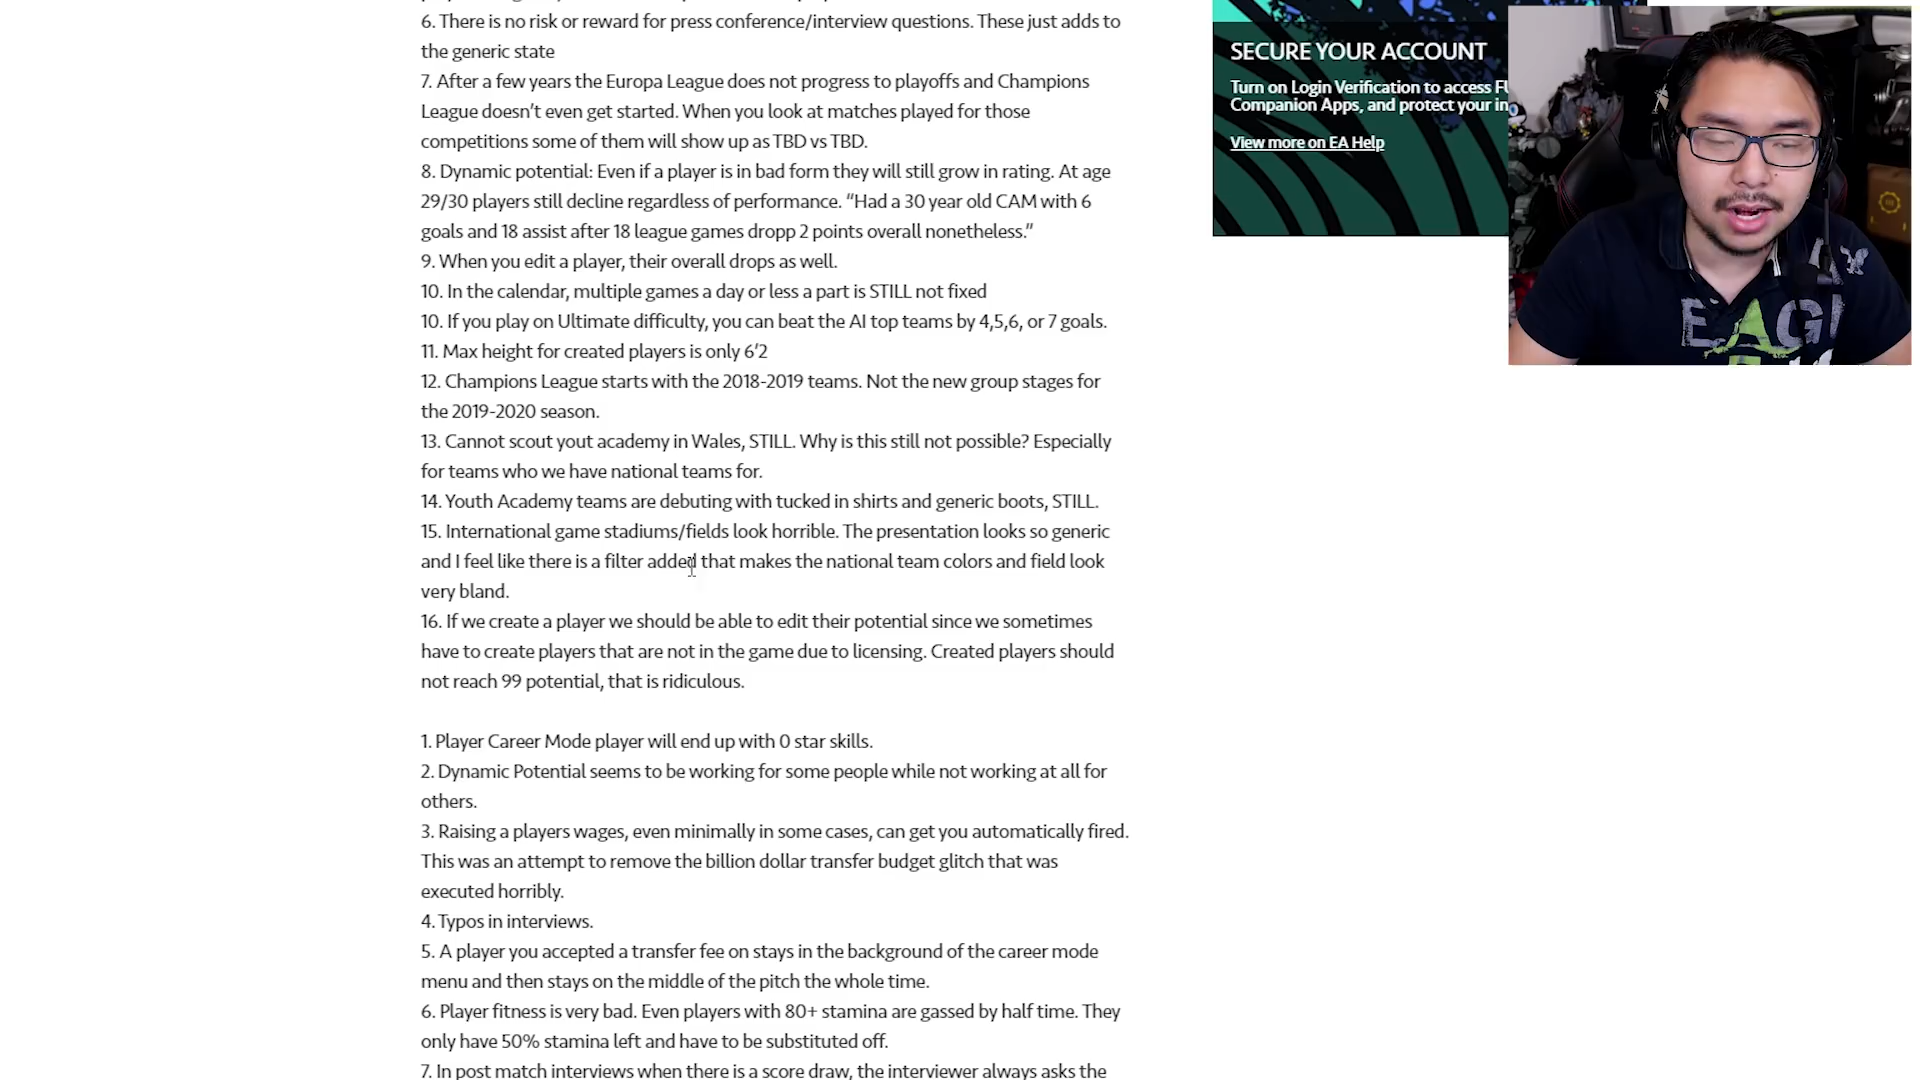 6. There is no risk or reward for press conference/interview questions. These just adds to
the generic state
7. After a few years the Europa League does not progress to playoffs and Champions
League doesn’t even get started. When you look at matches played for those
competitions some of them will show up as TBD vs TBD.
8. Dynamic potential: Even if a player is in bad form they will still grow in rating. At age
29/30 players still decline regardless of performance. “Had a 30 year old CAM with 6
goals and 18 assist after 18 league games dropp 2 points overall nonetheless.”
9. When you edit a player, their overall drops as well.
10. In the calendar, multiple games a day or less a part is STILL not fixed
10. If you play on Ultimate difficulty, you can beat the AI top teams by 4,5,6, or 7 goals.
11. Max height for created players is only 6’2
12. Champions League starts with the 2018-2019 teams. Not the new group stages for
the 2019-2020 season.
13. Cannot scout yout academy in Wales, STILL. Why is this still not possible? Especially
for teams who we have national teams for.
14. Youth Academy teams are debuting with tucked in shirts and generic boots, STILL.
15. International game stadiums/fields look horrible. The presentation looks so generic
and I feel like there is a filter added that makes the national team colors and field look
very bland.
16. If we create a player we should be able to edit their potential since we sometimes
have to create players that are not in the game due to licensing. Created players should
not reach 99 potential, that is ridiculous.
1. Player Career Mode player will end up with 0 star skills.
2. Dynamic Potential seems to be working for some people while not working at all for
others.
3. Raising a players wages, even minimally in some cases, can get you automatically fired.
This was an attempt to remove the billion dollar transfer budget glitch that was
executed horribly.
4. Typos in interviews.
5. A player you accepted a transfer fee on stays in the background of the career mode
menu and then stays on the middle of the pitch the whole time.
6. Player fitness is very bad. Even players with 80+ stamina are gassed by half time. They
only have 50% stamina left and have to be substituted off.
7. In post match interviews when there is a score draw, the interviewer always asks the
SECURE YOUR ACCOUNT
Turn on Login Verification to access
Companion Apps, and protect your
View more on EA Help
EAG